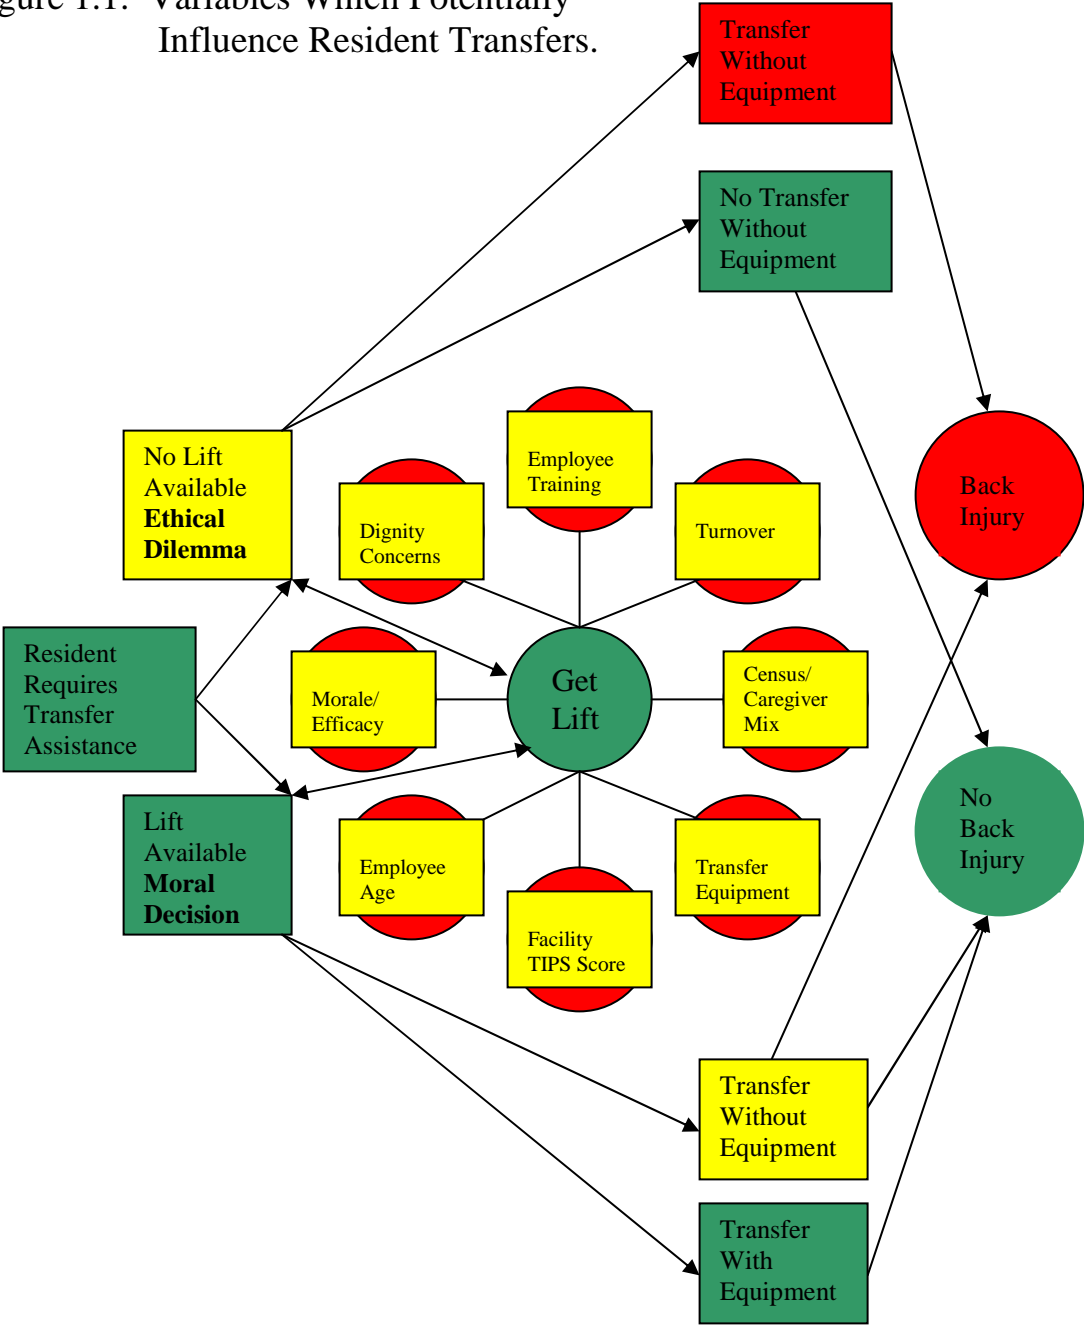 Variables Which Potentially
Influence Resident Transfers.
Transfer
Without
Equipment
No Transfer
Without
Equipment
No Lift
Available
Ethical
Dilemma
Employee
Training
Dignity
Concerns
Turnover
Back
Injury
Resident
Requires
Transfer
Assistance
Morale/
Efficacy
Get
Lift
Census/
Caregiver
Mix
Lift
Available
Moral
Decision
Employee
Age
Facility
TIPS Score
Transfer
Equipment
No
Back
Injury
Transfer
Without
Equipment
Transfer
With
Equipment